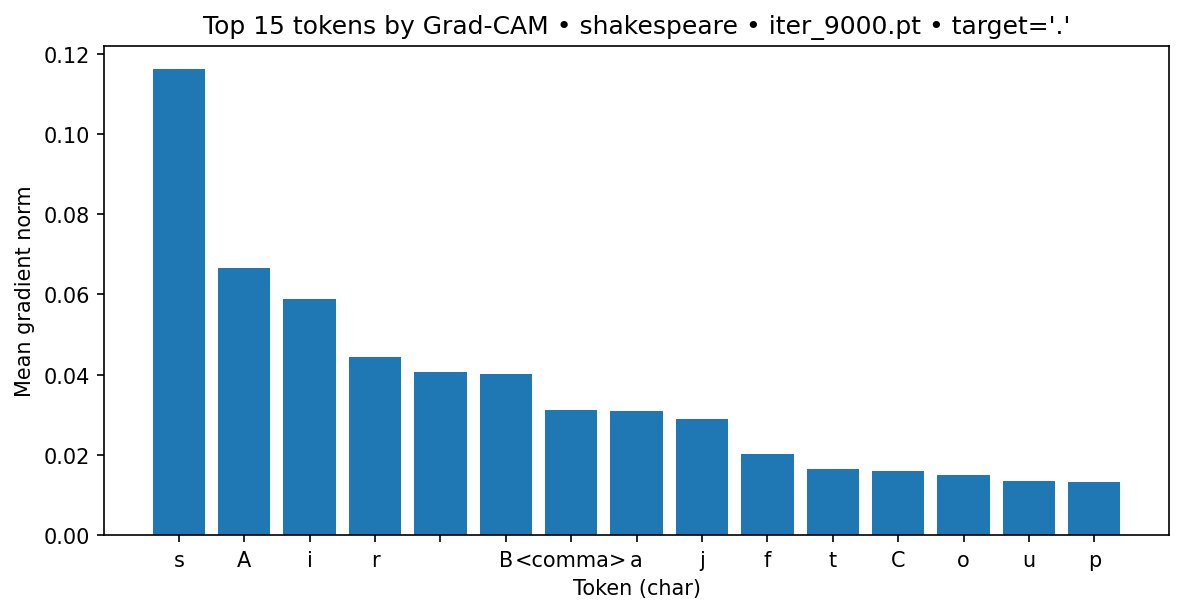 Top 15 tokens by Grad-CAM • shakespeare • iter_9000.pt • target='.'
Mean gradient norm
0.12
0.10
0.08
0.06
0.04
0.02
0.00
s A i r B <comma> a j f t C o u p
Token (char)